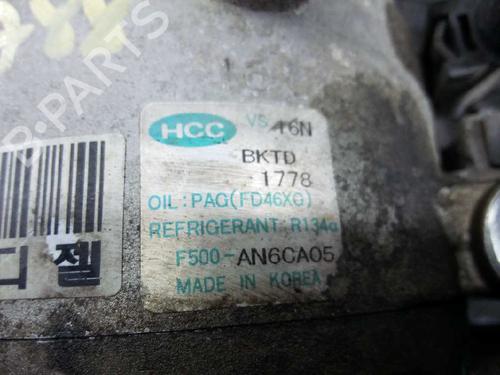 HCC VS 16N
BKTD
1778
OIL:PAG(FD46XG)
REFRIGERANT:R134a
F500-AN6CA05
MADE IN KOREA
디젤
B-PARTS